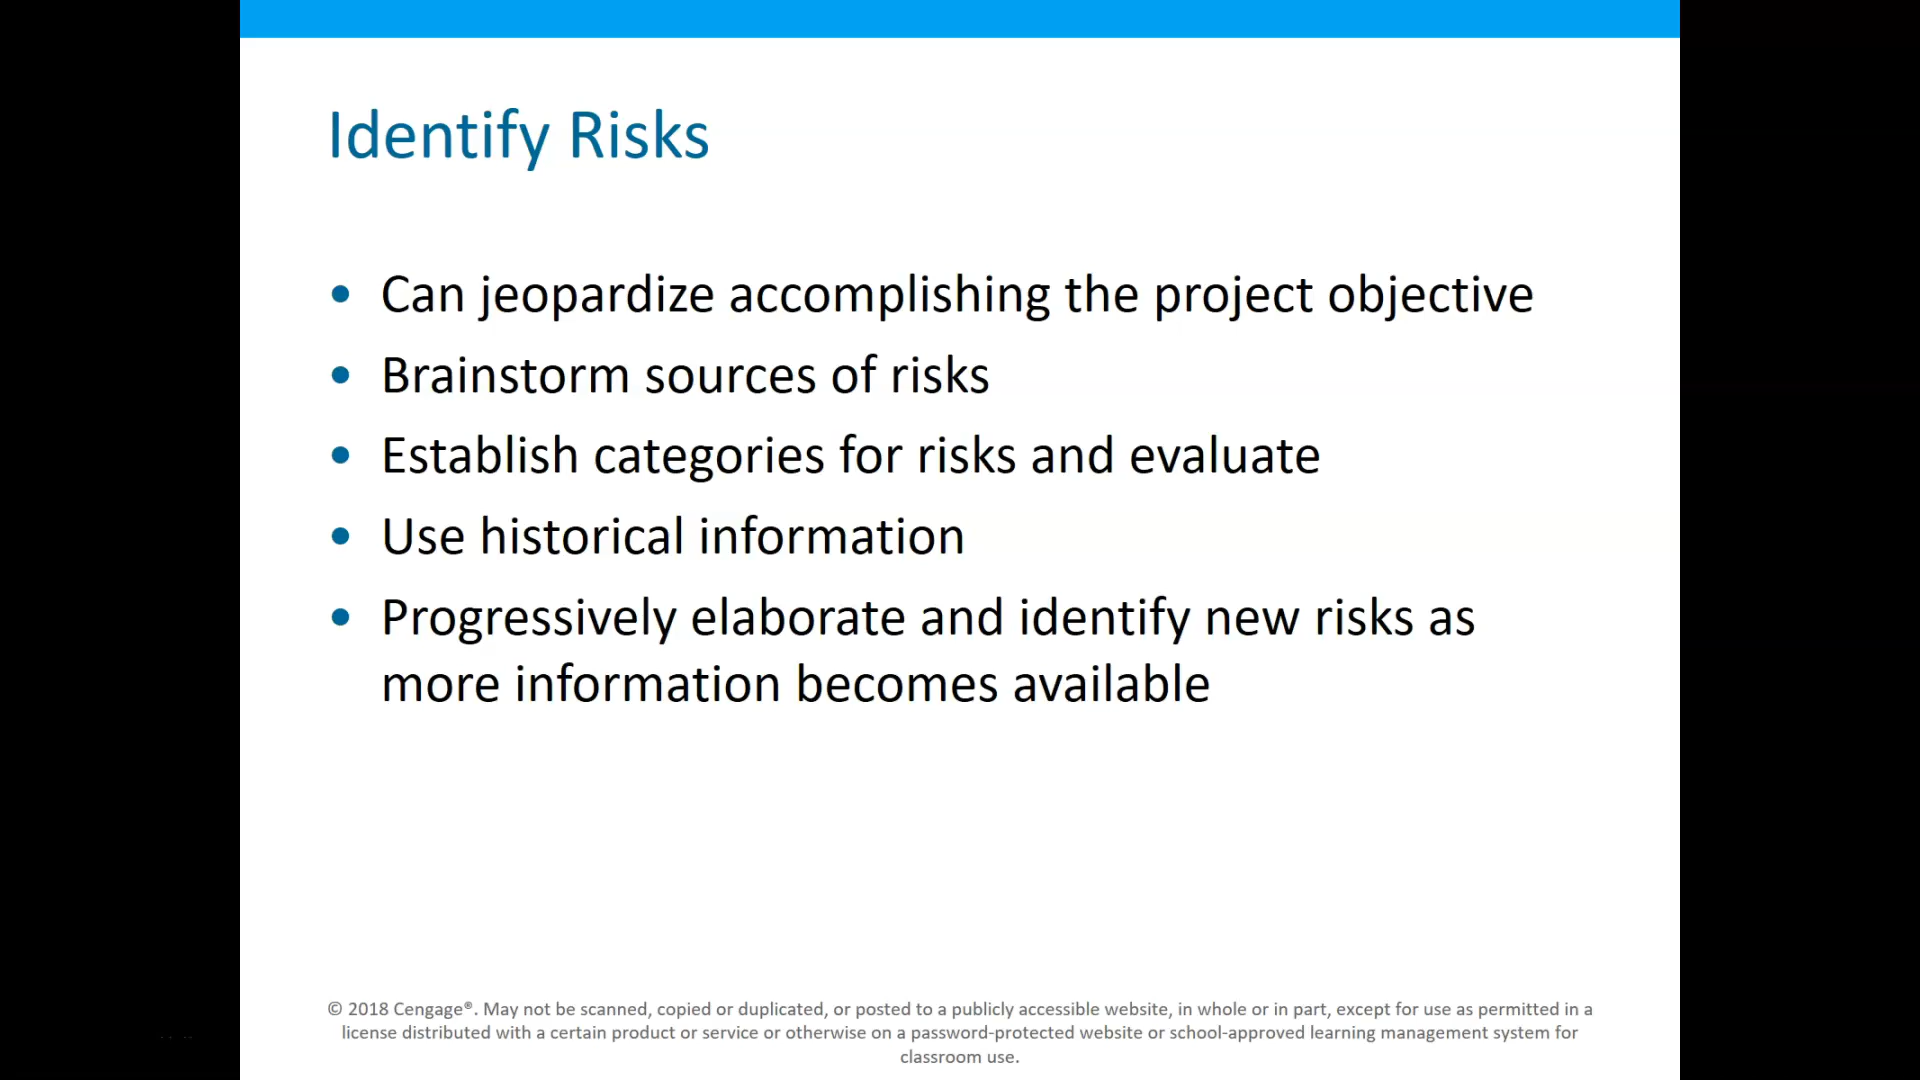 Identify Risks
• Can jeopardize accomplishing the project objective
• Brainstorm sources of risks
• Establish categories for risks and evaluate
• Use historical information
• Progressively elaborate and identify new risks as
more information becomes available
© 2018 Cengage®. May not be scanned, copied or duplicated, or posted to a publicly accessible website, in whole or in part, except for use as permitted in a
license distributed with a certain product or service or otherwise on a password-protected website or school-approved learning management system for
classroom use.